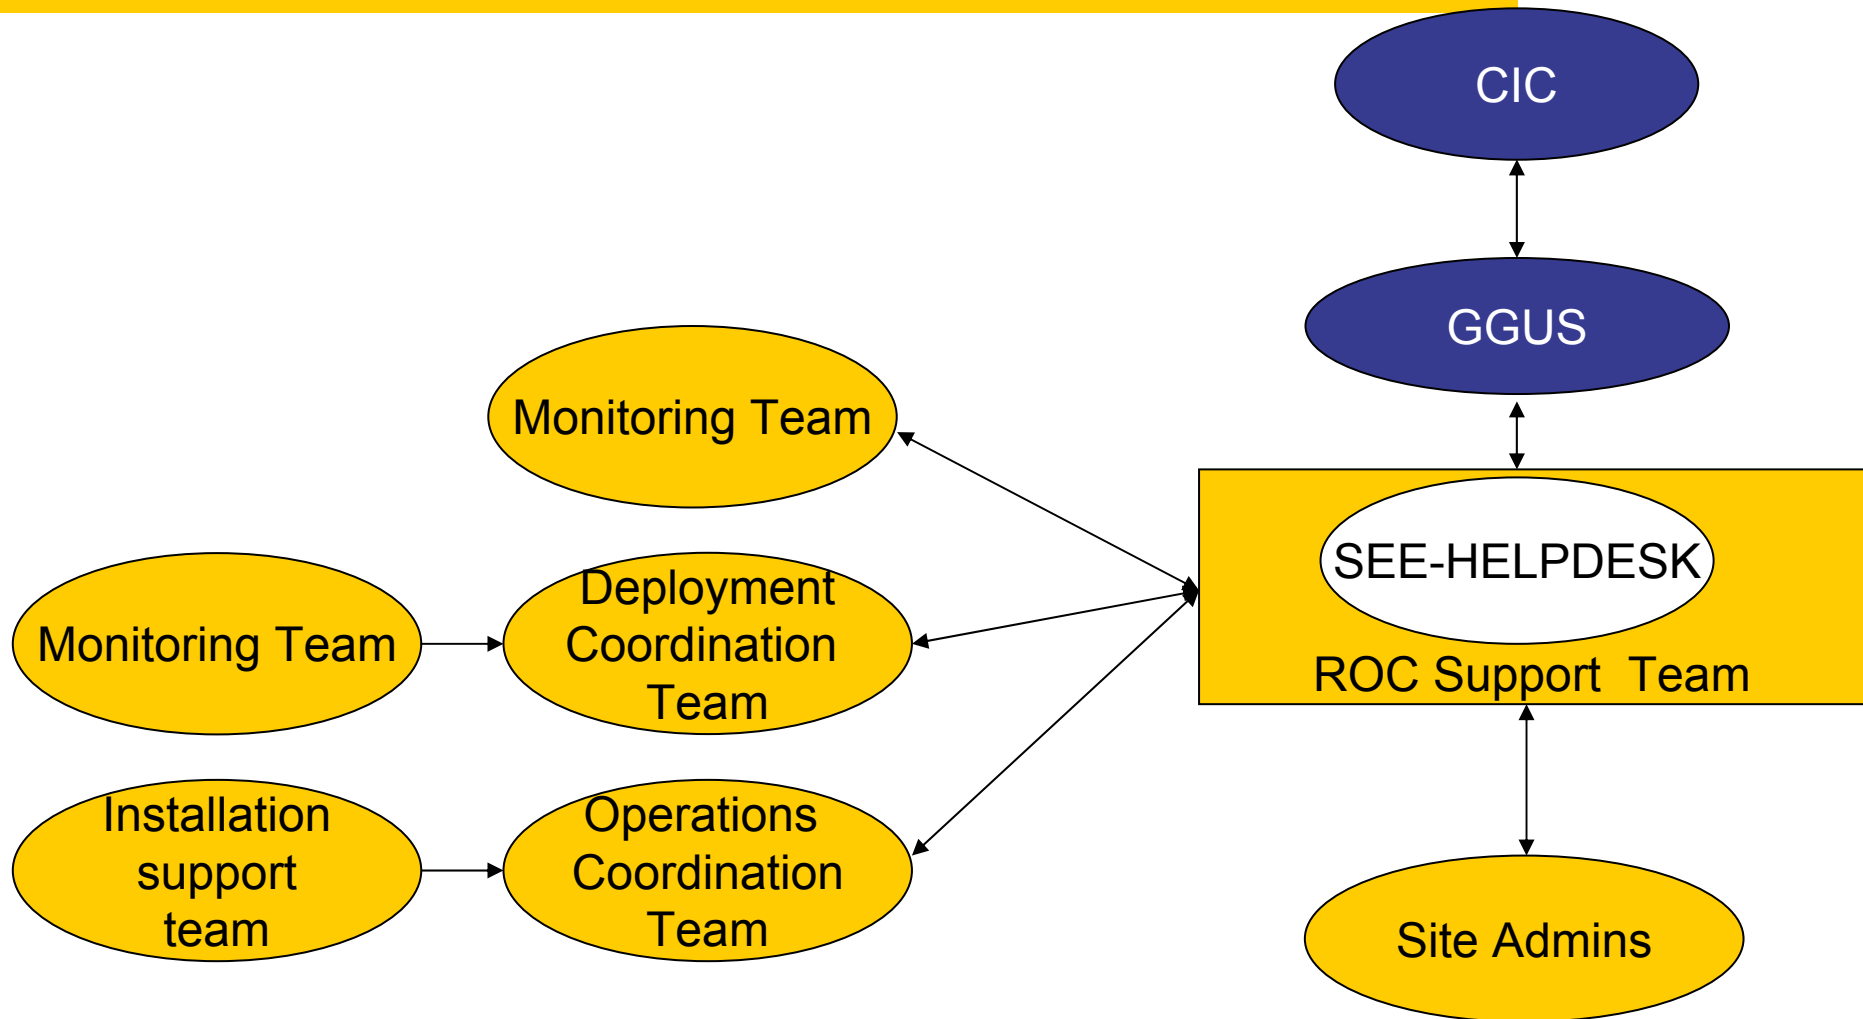 CIC
GGUS
Monitoring Team
SEE-HELPDESK
ROC Support  Team
Monitoring Team
Deployment
Coordination
Team
Installation
support
team
Operations
Coordination
Team
Site Admins